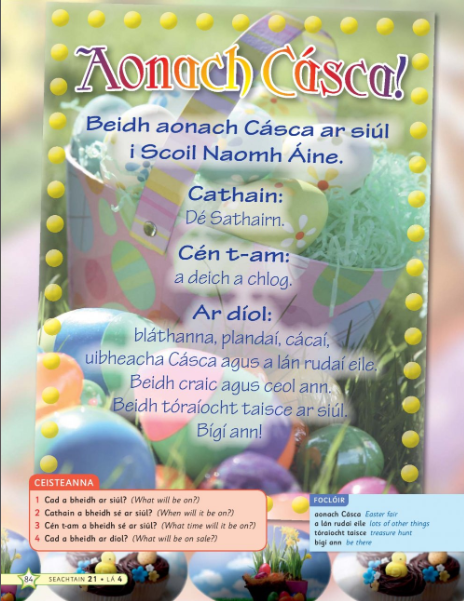 Aonach Cásca!
Beidh aonach Cásca ar siúl
i Scoil Naomh Áine.
Cathain:
Dé Sathairn.
Cén t-am:
a deich a chlog.
Ar díol:
bláthanna, plandaí, cácaí,
uibheacha Cásca agus a lán rudaí eile.
Beidh craic agus ceol ann.
Beidh tóraíocht taisce ar siúl.
Bígí ann!
CEISTEANNA
1 Cad a bheidh ar siúl? (What will be on?)
2 Cathain a bheidh sé ar siúl? (When will it be on?)
3 Cén t-am a bheidh sé ar siúl? (What time will it be on?)
4 Cad a bheidh ar díol? (What will be on sale?)
FOCLÓIR
aonach Cásca Easter fair
a lán rudaí eile lots of other things
tóraíocht taisce treasure hunt
bígí ann be there
84 SEACHTAIN 21 • LÁ 4